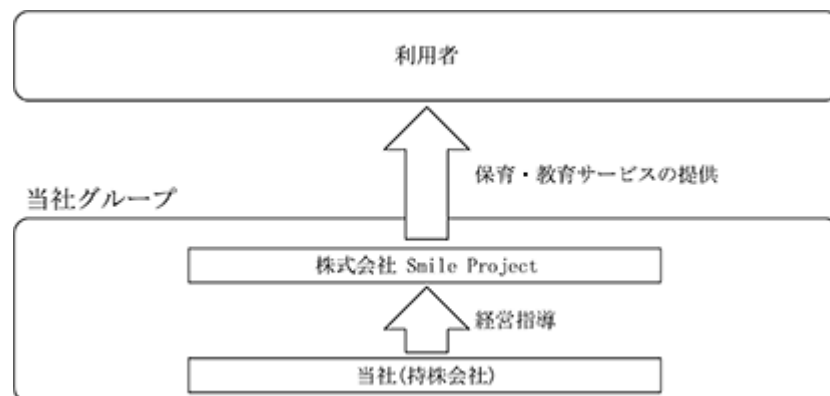 利用者
保育・教育サービスの提供
当社グループ
株式会社 Smile Project
経営指導
当社(持株会社)